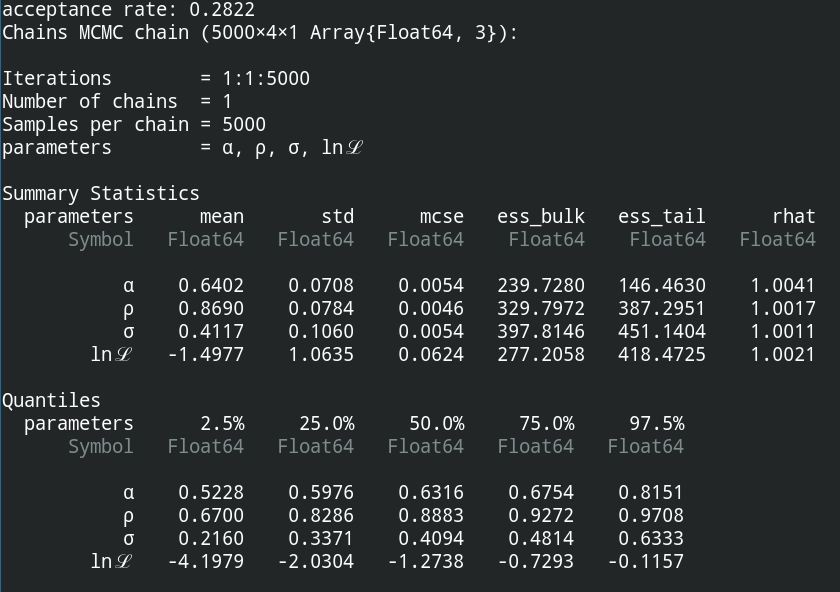 acceptance rate: 0.2822
Chains MCMC chain (5000×4×1 Array{Float64, 3}):
Iterations = 1:1:5000
Number of chains = 1
Samples per chain = 5000
parameters = α, ρ, σ, lnℒ
Summary Statistics
parameters mean std mcse ess_bulk ess_tail rhat
Symbol Float64 Float64 Float64 Float64 Float64 Float64
α 0.6402 0.0708 0.0054 239.7280 146.4630 1.0041
ρ 0.8690 0.0784 0.0046 329.7972 387.2951 1.0017
σ 0.4117 0.1060 0.0054 397.8146 451.1404 1.0011
lnℒ -1.4977 1.0635 0.0624 277.2058 418.4725 1.0021
Quantiles
parameters 2.5% 25.0% 50.0% 75.0% 97.5%
Symbol Float64 Float64 Float64 Float64 Float64
α 0.5228 0.5976 0.6316 0.6754 0.8151
ρ 0.6700 0.8286 0.8883 0.9272 0.9708
σ 0.2160 0.3371 0.4094 0.4814 0.6333
lnℒ -4.1979 -2.0304 -1.2738 -0.7293 -0.1157